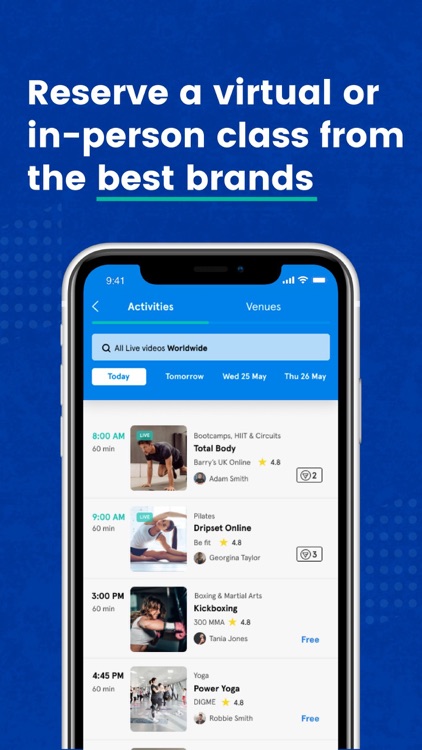 Reserve a virtual or
in-person class from
the best brands
9:41
Activities Venues
All Live videos Worldwide
Today Tomorrow Wed 25 May Thu 26 May
8:00 AM
60 min
LIVE
Bootcamps, HIIT & Circuits
Total Body
Barry's UK Online 4.8
Adam Smith
2
9:00 AM
60 min
LIVE
Pilates
Dripset Online
Be fit 4.8
Georgina Taylor
3
3:00 PM
60 min
Boxing & Martial Arts
Kickboxing
300 MMA 4.8
Tania Jones
Free
4:45 PM
60 min
Yoga
Power Yoga
DIGME 4.8
Robbie Smith
Free